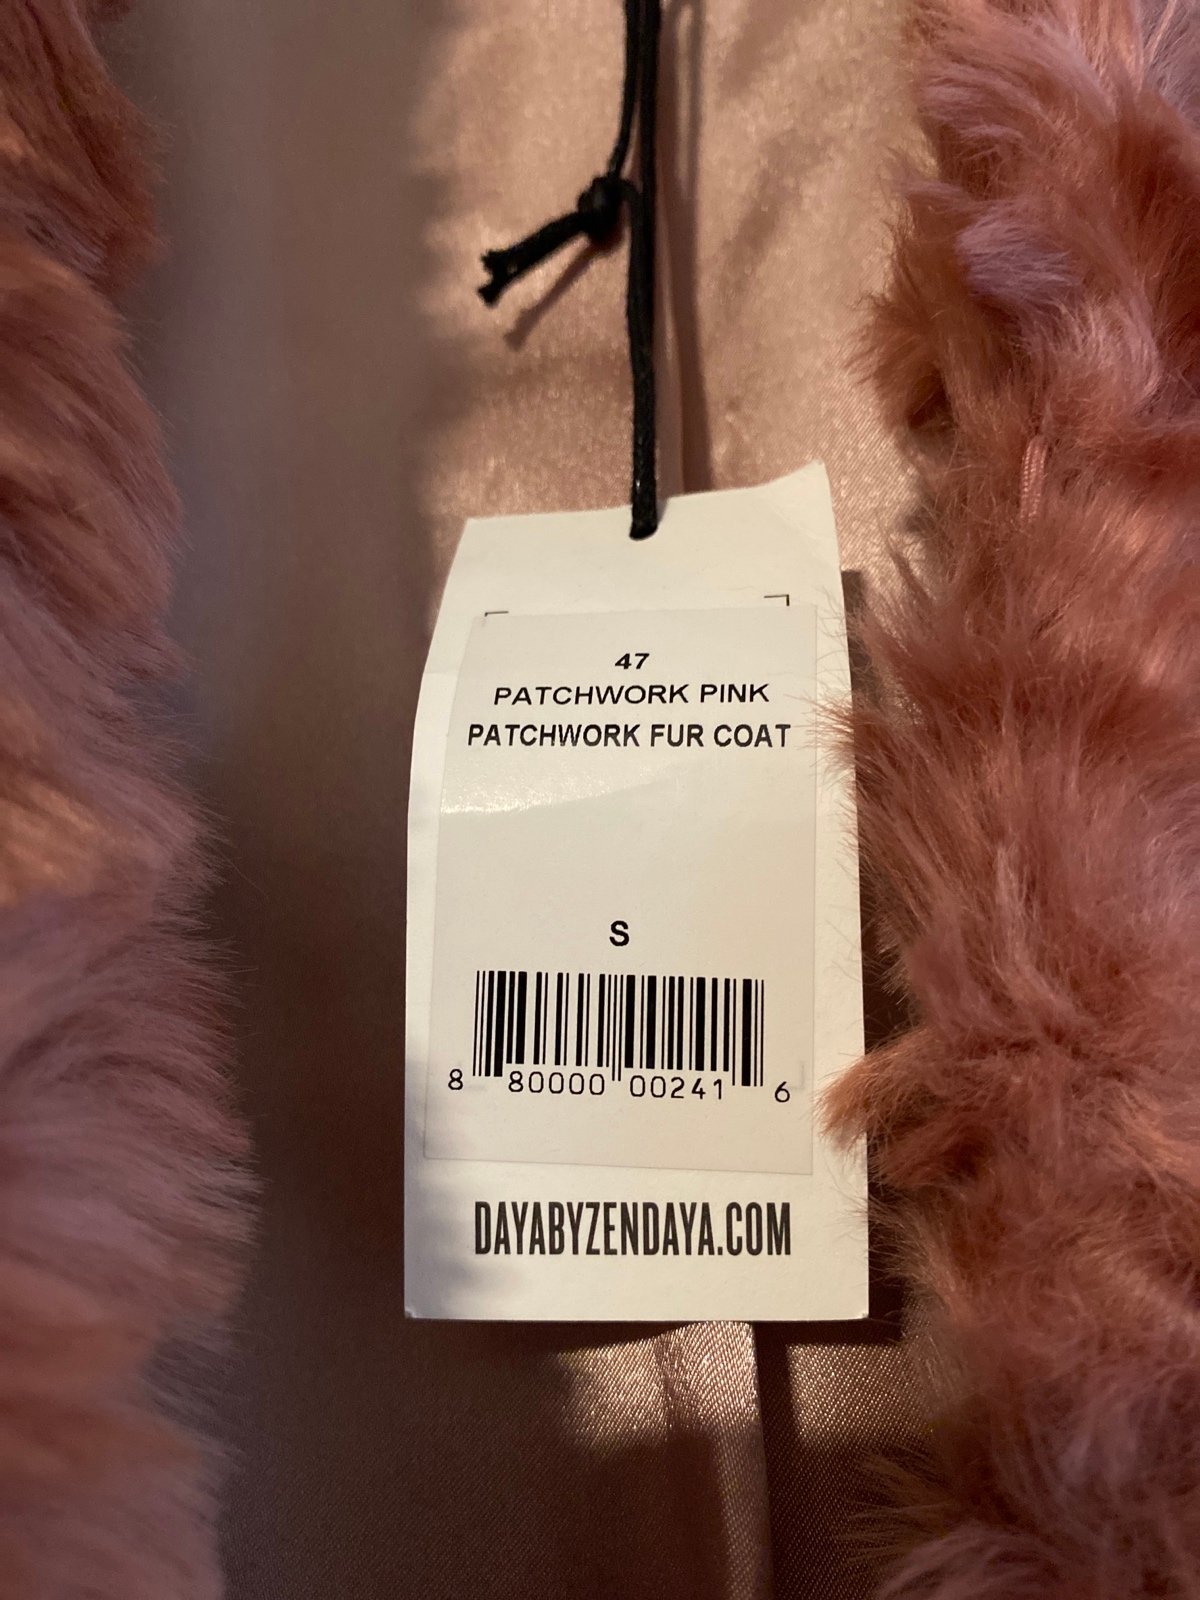 47
PATCHWORK PINK
PATCHWORK FUR COAT
S
8 80000 00241 6
DAYABYZENDAYA.COM